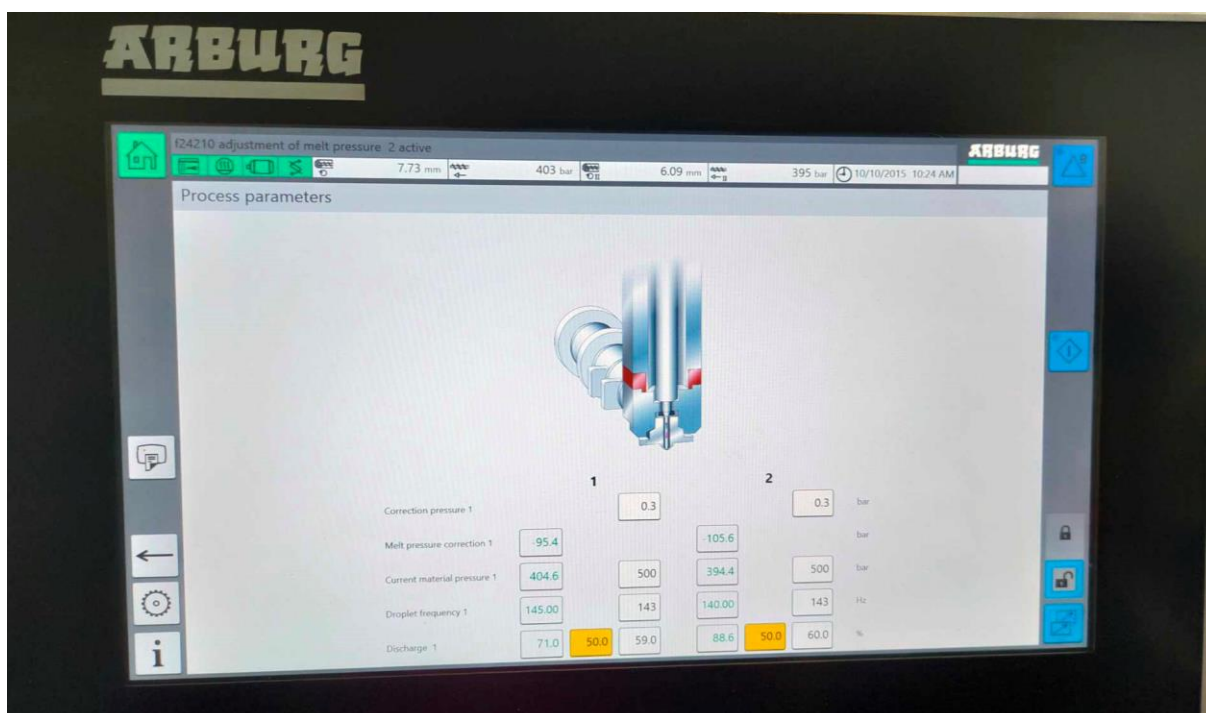 ARBURG
f24210 adjustment of melt pressure 2 active
ARBURG
7.73 mm 403 bar 6.09 mm 395 bar 10/10/2015 10:24 AM
Process parameters
1 2
Correction pressure 1 0.3 0.3 bar
Melt pressure correction 1 -95.4 -105.6 bar
Current material pressure 1 404.6 500 394.4 500 bar
Droplet frequency 1 145.00 143 140.00 143 Hz
Discharge 1 71.0 50.0 59.0 88.6 50.0 60.0 %
i